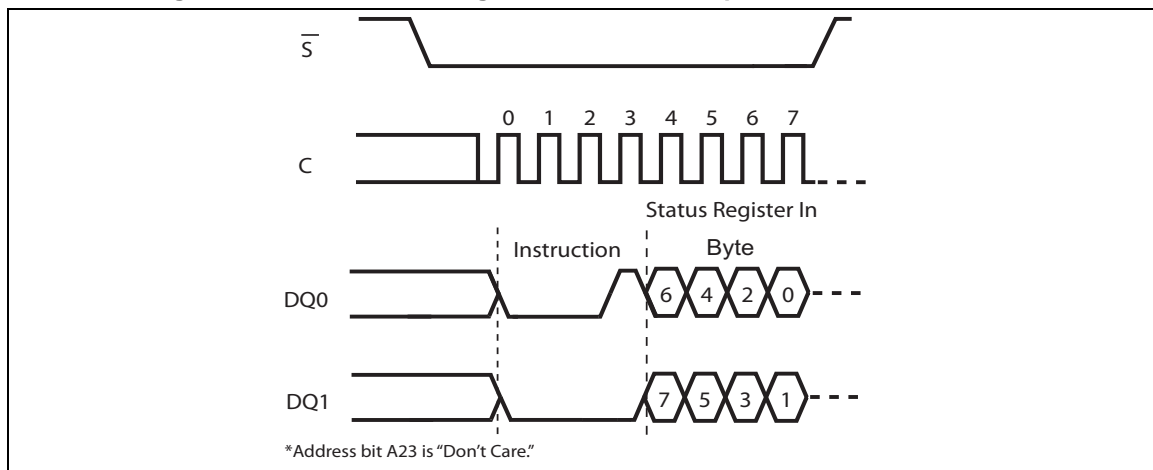 S
0 1 2 3 4 5 6 7
C
Status Register In
Instruction Byte
DQ0 6 4 2 0
DQ1 7 5 3 1
*Address bit A23 is “Don’t Care.”